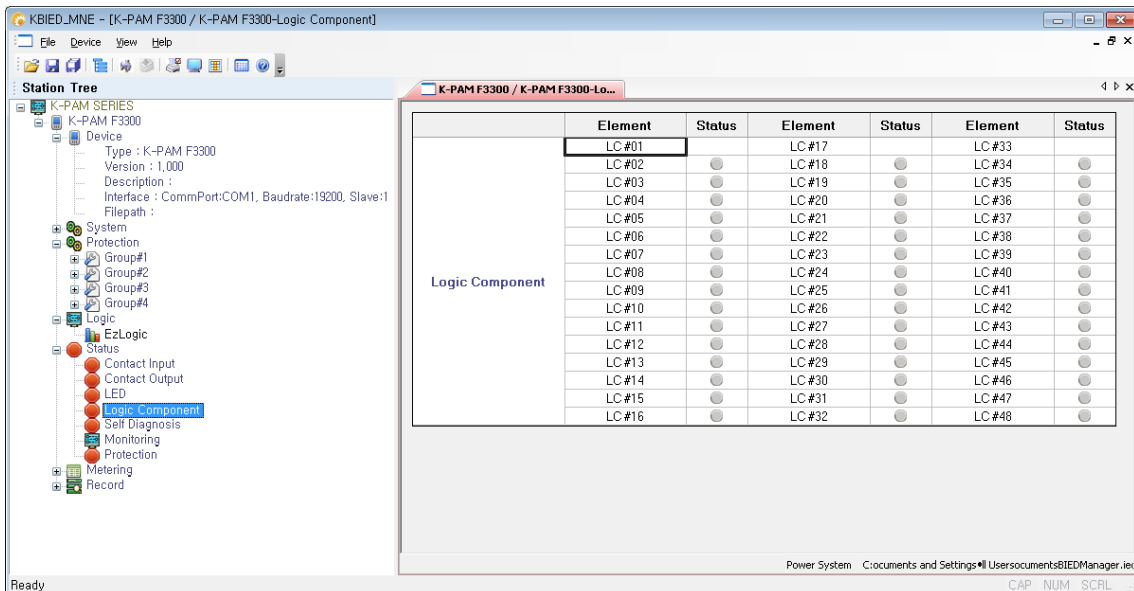 KBIED_MNE - [K-PAM F3300 / K-PAM F3300-Logic Component]
File Device View Help
Station Tree
K-PAM SERIES
K-PAM F3300
Device
Type : K-PAM F3300
Version : 1,000
Description :
Interface : CommPort:COM1, Baudrate:19200, Slave:1
Filepath :
System
Protection
Group#1
Group#2
Group#3
Group#4
Logic
EzLogic
Status
Contact Input
Contact Output
LED
Logic Component
Self Diagnosis
Monitoring
Protection
Metering
Record
K-PAM F3300 / K-PAM F3300-Lo...
Element Status Element Status Element Status
Logic Component
LC #01 LC #17 LC #33
LC #02 LC #18 LC #34
LC #03 LC #19 LC #35
LC #04 LC #20 LC #36
LC #05 LC #21 LC #37
LC #06 LC #22 LC #38
LC #07 LC #23 LC #39
LC #08 LC #24 LC #40
LC #09 LC #25 LC #41
LC #10 LC #26 LC #42
LC #11 LC #27 LC #43
LC #12 LC #28 LC #44
LC #13 LC #29 LC #45
LC #14 LC #30 LC #46
LC #15 LC #31 LC #47
LC #16 LC #32 LC #48
Power System C:ocuments and Settings•ll UsersocumentsBIEDManager.iec
Ready CAP NUM SCRL